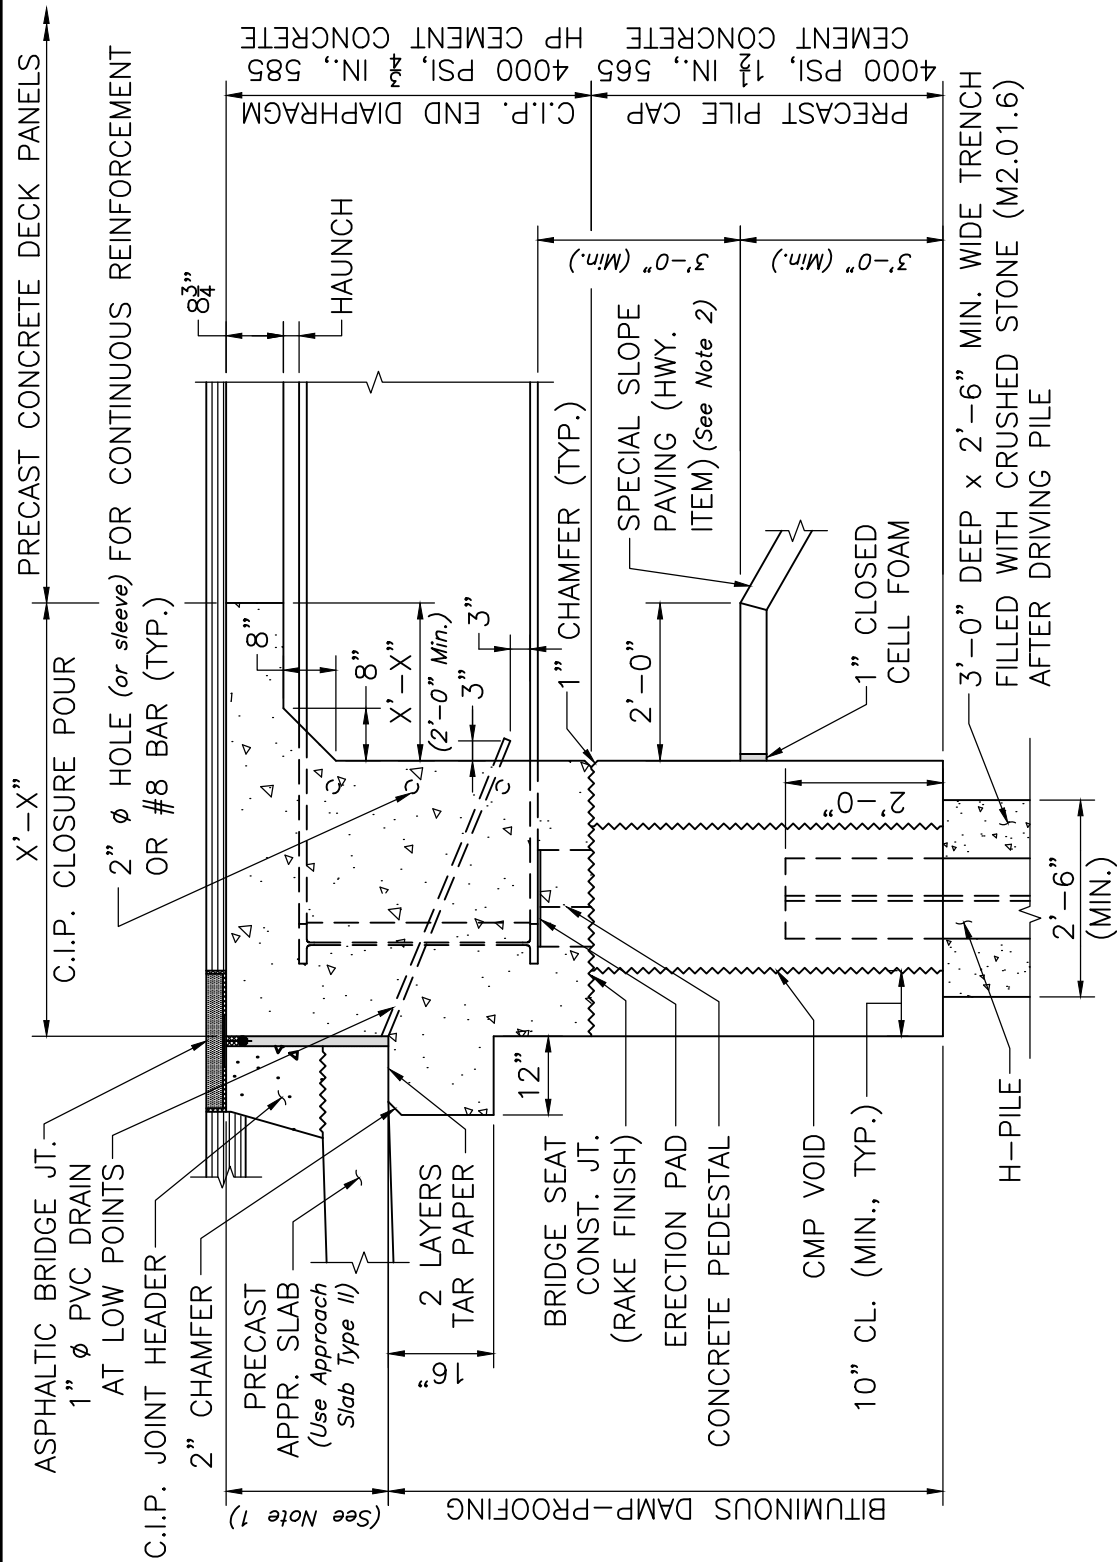 X'-X"
PRECAST CONCRETE DECK PANELS
C.I.P. CLOSURE POUR
2" ϕ HOLE (or sleeve) FOR CONTINUOUS REINFORCEMENT
OR #8 BAR (TYP.)
ASPHALTIC BRIDGE JT.
1" ϕ PVC DRAIN
AT LOW POINTS
C.I.P. JOINT HEADER
2" CHAMFER
PRECAST
APPR. SLAB
(Use Approach
Slab Type II)
2 LAYERS
TAR PAPER
16"
12"
BRIDGE SEAT
CONST. JT.
(RAKE FINISH)
ERECTION PAD
CONCRETE PEDESTAL
CMP VOID
10" CL. (MIN., TYP.)
H-PILE
(See Note 1)
BITUMINOUS DAMP-PROOFING
8¾"
HAUNCH
8"
8"
X'-X"
(2'-0" Min.)
3"
3"
1" CHAMFER (TYP.)
SPECIAL SLOPE
PAVING (HWY.
ITEM) (See Note 2)
2'-0"
1" CLOSED
CELL FOAM
2'-0"
3'-0" DEEP x 2'-6" MIN. WIDE TRENCH
FILLED WITH CRUSHED STONE (M2.01.6)
AFTER DRIVING PILE
2'-6"
(MIN.)
3'-0" (Min.)
3'-0" (Min.)
C.I.P. END DIAPHRAGM
4000 PSI, ¾ IN., 585
HP CEMENT CONCRETE
PRECAST PILE CAP
4000 PSI, 1½ IN., 565
CEMENT CONCRETE